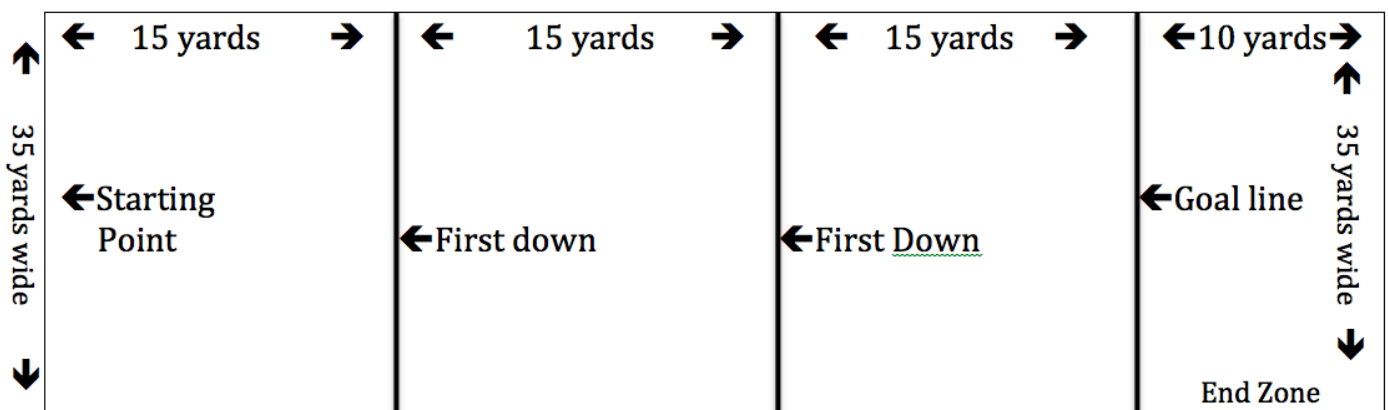 15 yards
15 yards
15 yards
10 yards
35 yards wide
35 yards wide
Starting
Point
First down
First Down
Goal line
End Zone